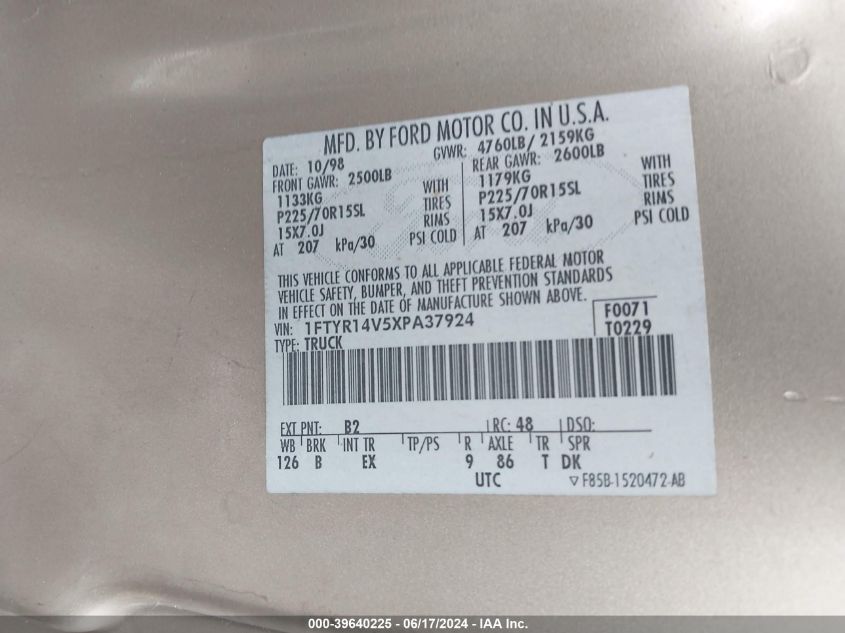 MFD. BY FORD MOTOR CO. IN U.S.A.
DATE: 10/98 GVWR: 4760LB/ 2159KG
FRONT GAWR: 2500LB REAR GAWR: 2600LB
1133KG WITH 1179KG WITH
P225/70R15SL TIRES P225/70R15SL TIRES
15X7.0J RIMS 15X7.0J RIMS
AT 207 kPa/30 PSI COLD AT 207 kPa/30 PSI COLD
THIS VEHICLE CONFORMS TO ALL APPLICABLE FEDERAL MOTOR
VEHICLE SAFETY, BUMPER, AND THEFT PREVENTION STANDARDS
IN EFFECT ON THE DATE OF MANUFACTURE SHOWN ABOVE.
VIN: 1FTYR14V5XPA37924 F0071
TYPE: TRUCK T0229
EXT PNT: B2 RC: 48 DSO:
WB BRK INT TR TP/PS R AXLE TR SPR
126 B EX 9 86 T DK
UTC ▽ F85B-1520472-AB
000-39640225 - 06/17/2024 - IAA Inc.